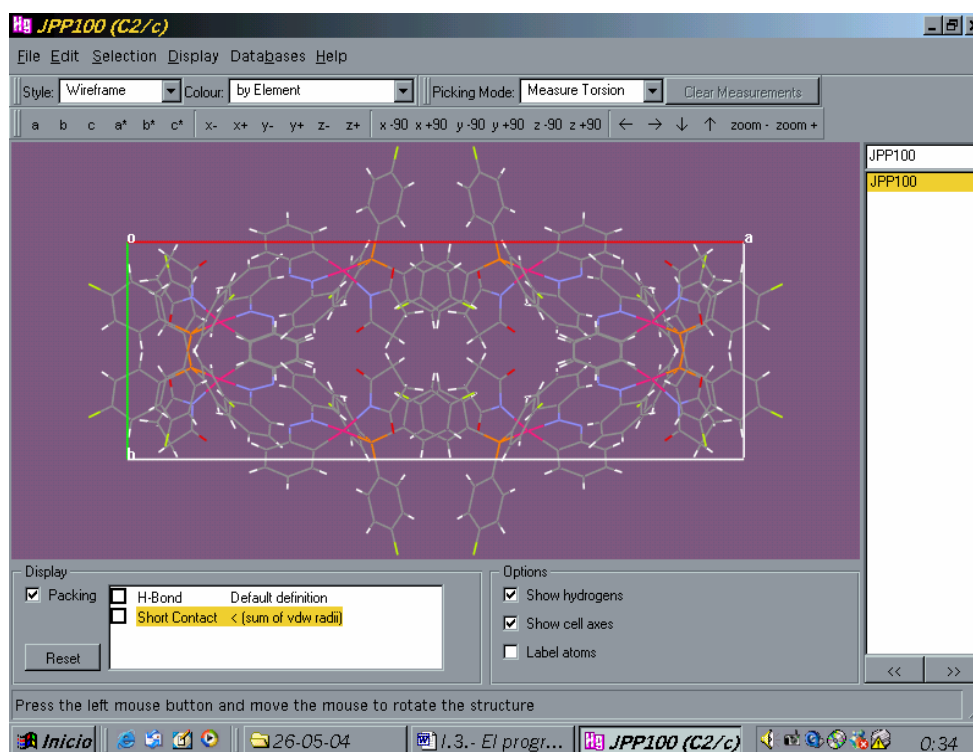 Hg JPP100 (C2/c)
File Edit Selection Display Databases Help
Style: Wireframe Colour: by Element Picking Mode: Measure Torsion Clear Measurements
a b c a* b* c* x- x+ y- y+ z- z+ x -90 x +90 y -90 y +90 z -90 z +90 ← → ↓ ↑ zoom - zoom +
JPP100
JPP100
o a
b
Display
Packing
H-Bond Default definition
Short Contact < (sum of vdw radii)
Reset
Options
Show hydrogens
Show cell axes
Label atoms
<< >>
Press the left mouse button and move the mouse to rotate the structure
Inicio 26-05-04 I.3.- El progr... Hg JPP100 (C2/c) 0:34